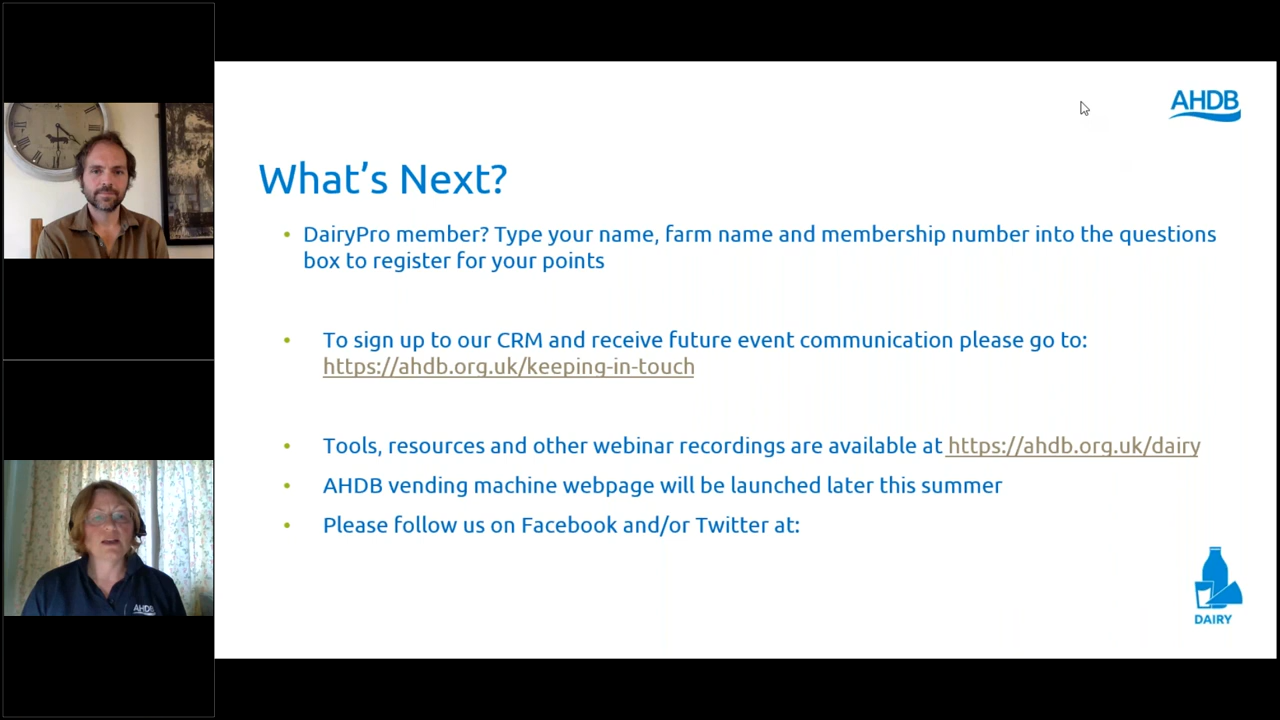 AHDB
What's Next?
• DairyPro member? Type your name, farm name and membership number into the questions
box to register for your points
• To sign up to our CRM and receive future event communication please go to:
https://ahdb.org.uk/keeping-in-touch
• Tools, resources and other webinar recordings are available at https://ahdb.org.uk/dairy
• AHDB vending machine webpage will be launched later this summer
• Please follow us on Facebook and/or Twitter at:
DAIRY
AHDB